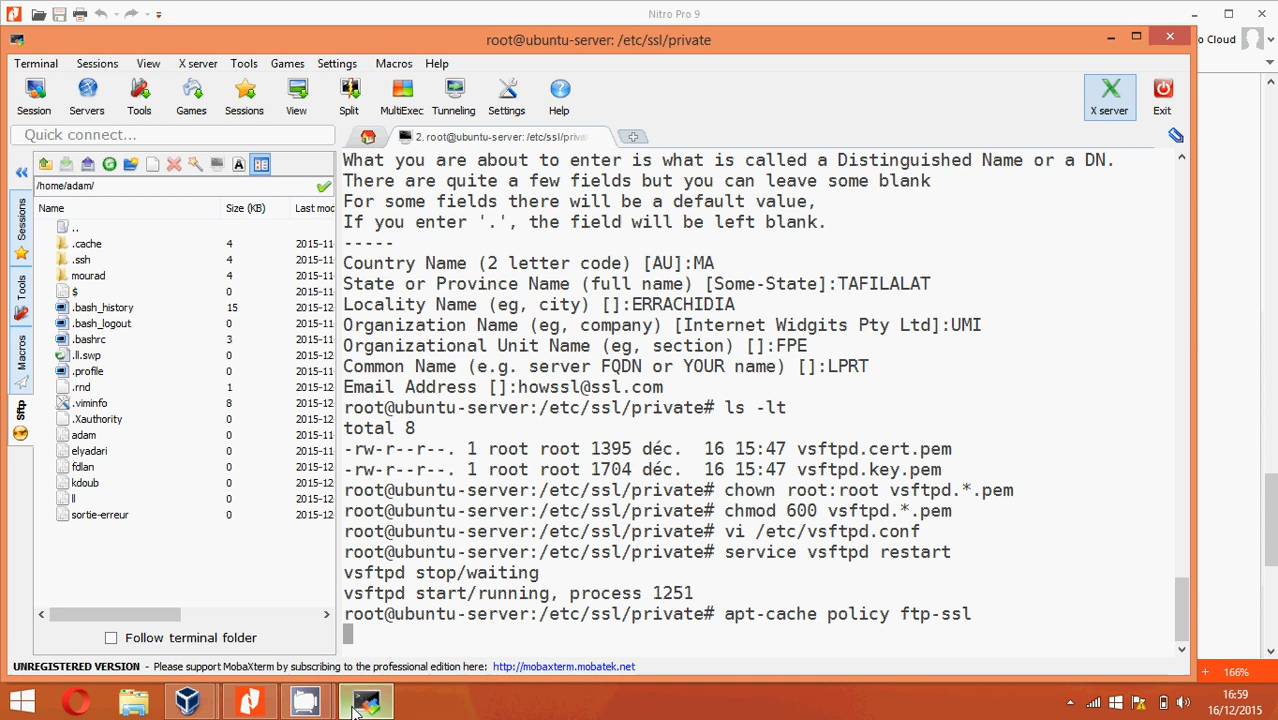 Nitro Pro 9
root@ubuntu-server: /etc/ssl/private
o Cloud
Terminal Sessions View X server Tools Games Settings Macros Help
Session Servers Tools Games Sessions View Split MultiExec Tunneling Settings Help X server Exit
Quick connect...
2. root@ubuntu-server: /etc/ssl/priva
/home/adam/
Name Size (KB) Last mod
..
.cache 4 2015-11
.ssh 4 2015-11
mourad 4 2015-11
$ 0 2015-11
.bash_history 15 2015-12
.bash_logout 0 2015-11
.bashrc 3 2015-12
.ll.swp 0 2015-12
.profile 0 2015-11
.rnd 1 2015-12
.viminfo 8 2015-12
.Xauthority 0 2015-12
adam 0 2015-11
elyadari 0 2015-11
fdlan 0 2015-12
kdoub 0 2015-12
ll 0 2015-12
sortie-erreur 0 2015-12
Follow terminal folder
Sessions
Tools
Macros
Sftp
What you are about to enter is what is called a Distinguished Name or a DN.
There are quite a few fields but you can leave some blank
For some fields there will be a default value,
If you enter '.', the field will be left blank.
-----
Country Name (2 letter code) [AU]:MA
State or Province Name (full name) [Some-State]:TAFILALAT
Locality Name (eg, city) []:ERRACHIDIA
Organization Name (eg, company) [Internet Widgits Pty Ltd]:UMI
Organizational Unit Name (eg, section) []:FPE
Common Name (e.g. server FQDN or YOUR name) []:LPRT
Email Address []:howssl@ssl.com
root@ubuntu-server:/etc/ssl/private# ls -lt
total 8
-rw-r--r--. 1 root root 1395 déc. 16 15:47 vsftpd.cert.pem
-rw-r--r--. 1 root root 1704 déc. 16 15:47 vsftpd.key.pem
root@ubuntu-server:/etc/ssl/private# chown root:root vsftpd.*.pem
root@ubuntu-server:/etc/ssl/private# chmod 600 vsftpd.*.pem
root@ubuntu-server:/etc/ssl/private# vi /etc/vsftpd.conf
root@ubuntu-server:/etc/ssl/private# service vsftpd restart
vsftpd stop/waiting
vsftpd start/running, process 1251
root@ubuntu-server:/etc/ssl/private# apt-cache policy ftp-ssl
UNREGISTERED VERSION - Please support MobaXterm by subscribing to the professional edition here: http://mobaxterm.mobatek.net
166%
16:59
16/12/2015